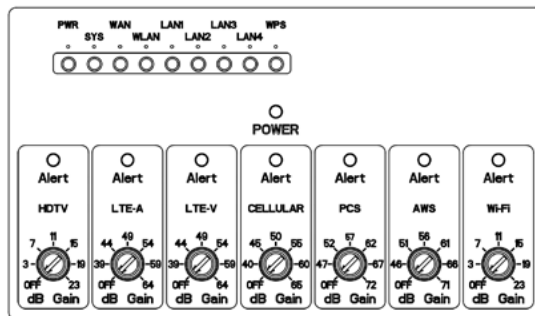 PWR WAN LAN1 LAN3 WPS
SYS WLAN LAN2 LAN4
POWER
Alert Alert Alert Alert Alert Alert Alert
HDTV LTE-A LTE-V CELLULAR PCS AWS Wi-Fi
11 49 49 50 57 56 11
7 15 44 54 44 54 45 55 52 62 51 61 7 15
3 19 39 59 39 59 40 60 47 67 46 66 3 19
OFF 23 OFF 64 OFF 64 OFF 65 OFF 72 OFF 71 OFF 23
dB Gain dB Gain dB Gain dB Gain dB Gain dB Gain dB Gain